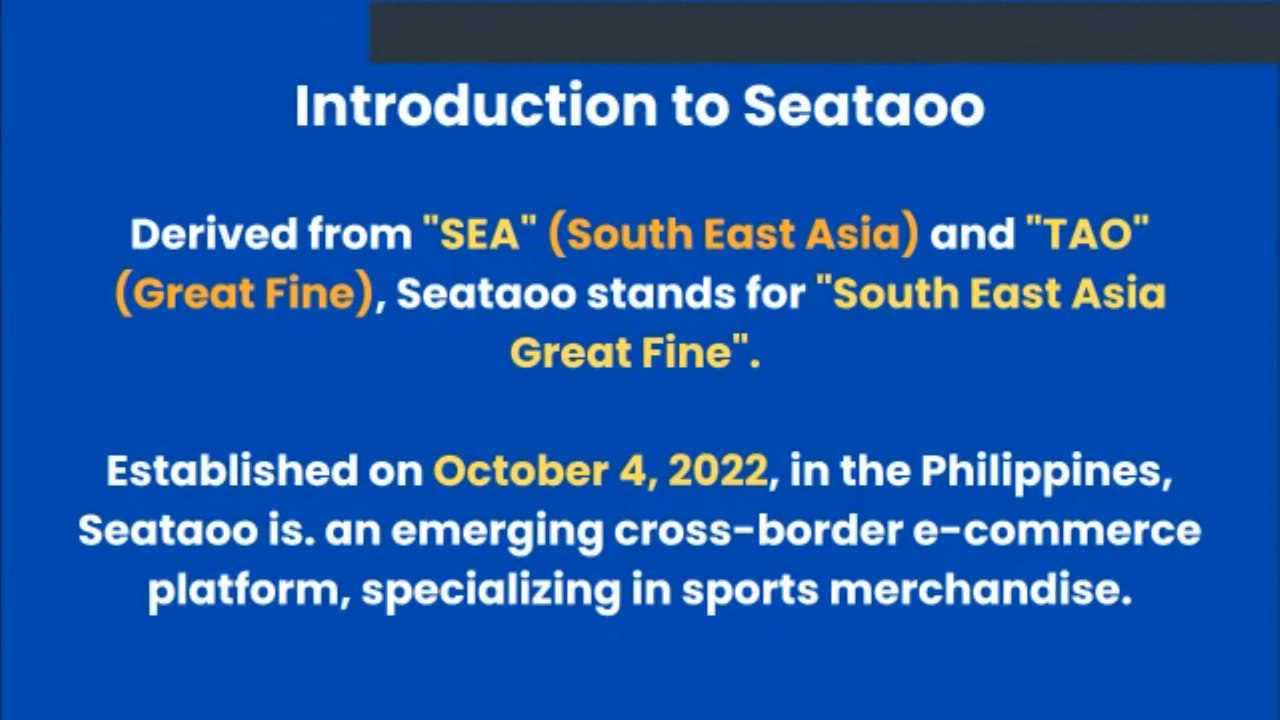 Introduction to Seataoo
Derived from "SEA" (South East Asia) and "TAO"
(Great Fine), Seataoo stands for "South East Asia
Great Fine".
Established on October 4, 2022, in the Philippines,
Seataoo is. an emerging cross-border e-commerce
platform, specializing in sports merchandise.